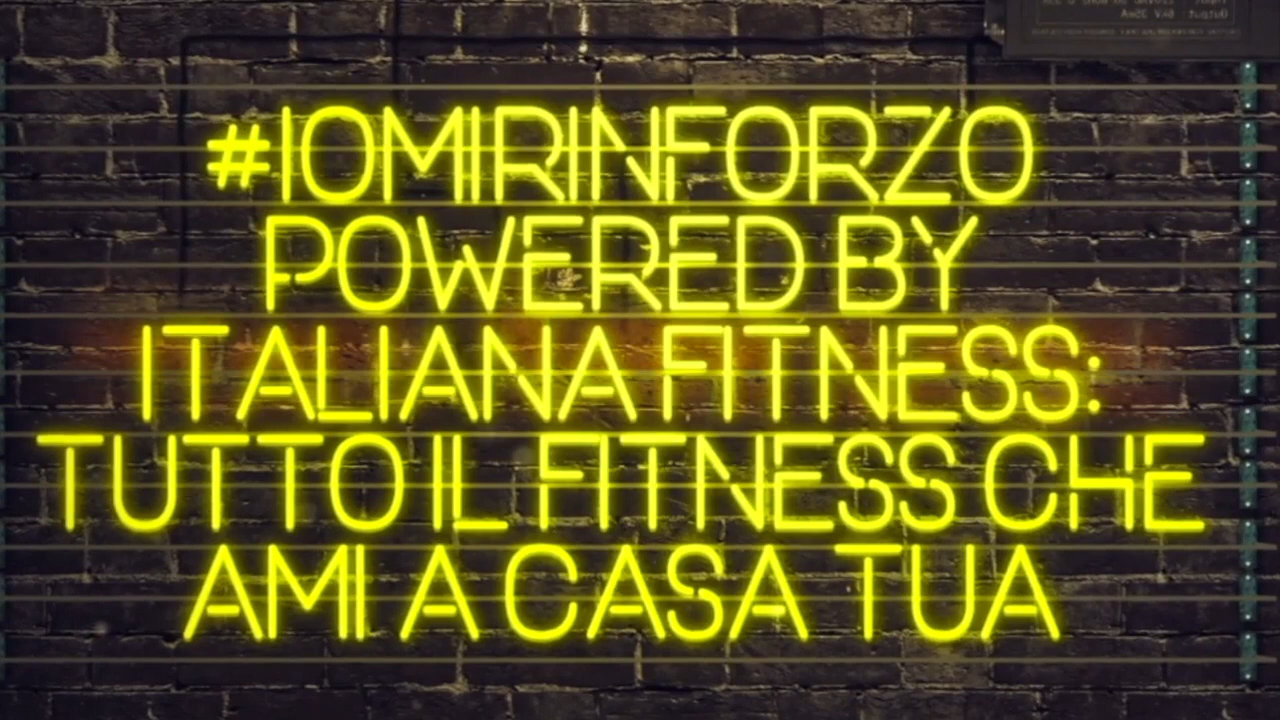 #IOMIRINFORZO
POWERED BY
ITALIANA FITNESS:
TUTTO IL FITNESS CHE
AMI A CASA TUA